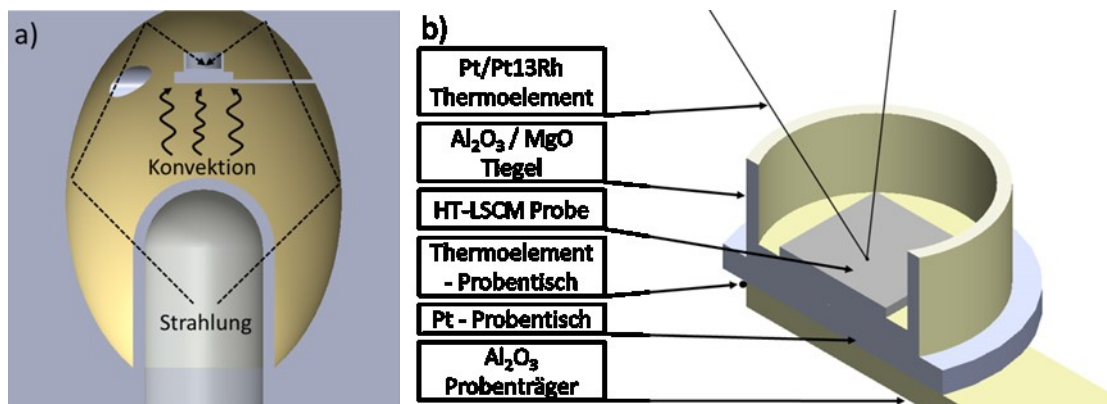 a)
Konvektion
Strahlung
b)
Pt/Pt13Rh
Thermoelement
Al₂O₃ / MgO
Tiegel
HT-LSCM Probe
Thermoelement
- Probentisch
Pt - Probentisch
Al₂O₃
Probenträger